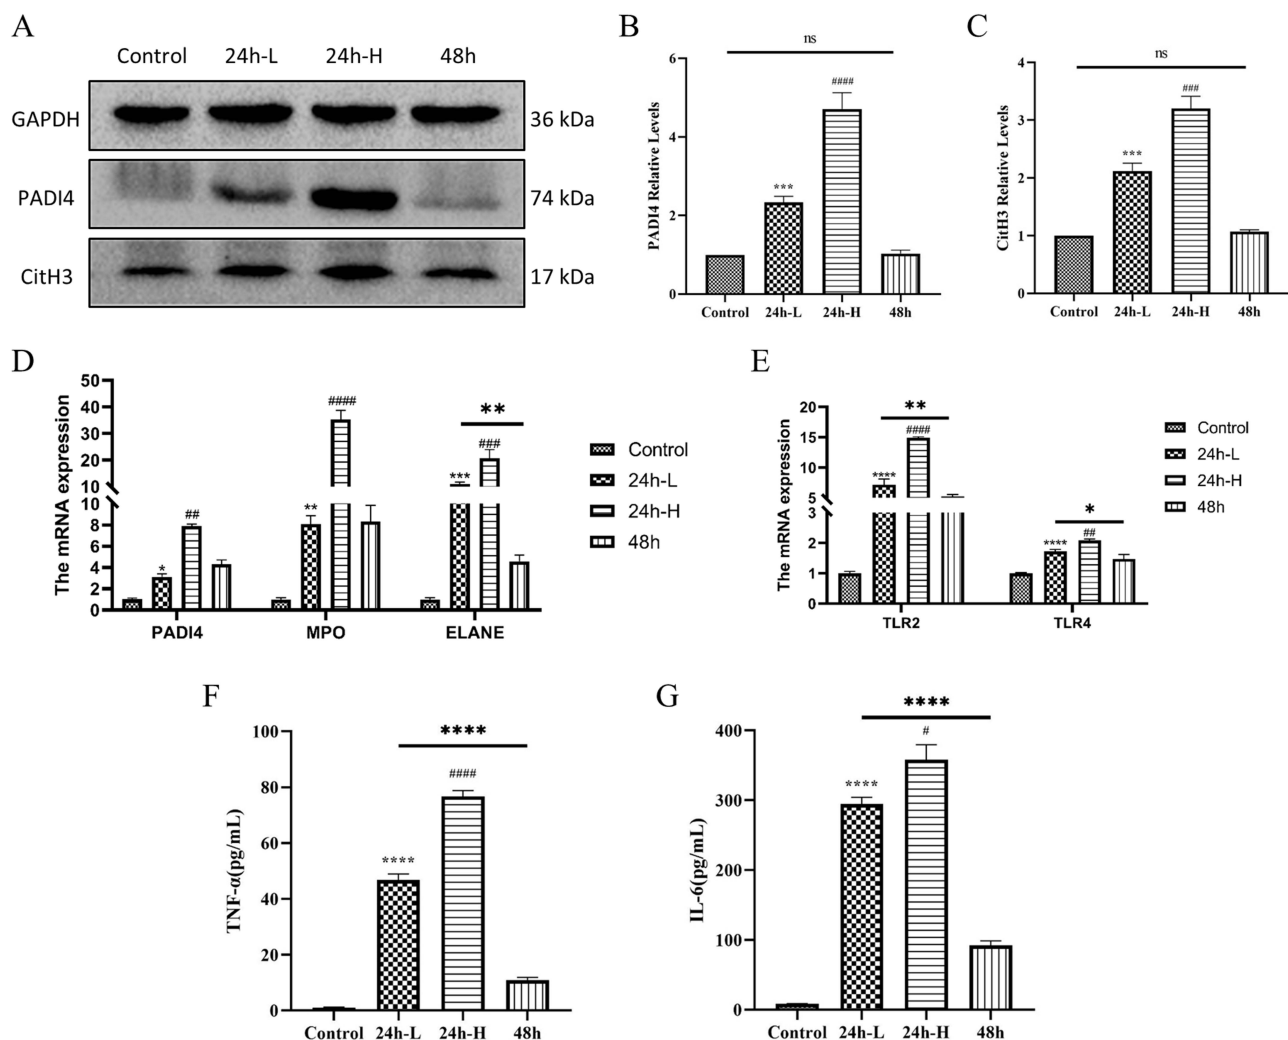 A
Control 24h-L 24h-H 48h
GAPDH 36 kDa
PADI4 74 kDa
CitH3 17 kDa
B
ns
PADI4 Relative Levels
6
4
2
0
***
####
Control 24h-L 24h-H 48h
C
ns
CitH3 Relative Levels
4
3
2
1
0
***
###
Control 24h-L 24h-H 48h
D
The mRNA expression
50
40
30
20
10
10
8
6
4
2
0
*
##
**
####
***
###
**
PADI4 MPO ELANE
Control
24h-L
24h-H
48h
E
The mRNA expression
20
15
10
5
3
2
1
0
****
####
**
****
##
*
TLR2 TLR4
Control
24h-L
24h-H
48h
F
TNF-α(pg/mL)
100
80
60
40
20
0
****
####
****
Control 24h-L 24h-H 48h
G
IL-6(pg/mL)
400
300
200
100
0
****
#
****
Control 24h-L 24h-H 48h